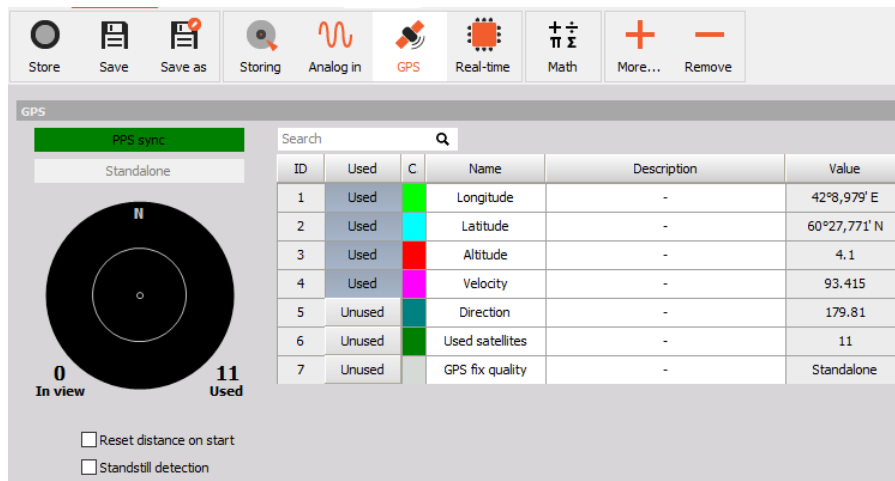 Store Save Save as Storing Analog in GPS Real-time Math More... Remove
GPS
PPS sync
Standalone
N
0 11
In view Used
Reset distance on start
Standstill detection
Search
ID Used C Name Description Value
1 Used Longitude - 42°8,979' E
2 Used Latitude - 60°27,771' N
3 Used Altitude - 4.1
4 Used Velocity - 93.415
5 Unused Direction - 179.81
6 Unused Used satellites - 11
7 Unused GPS fix quality - Standalone